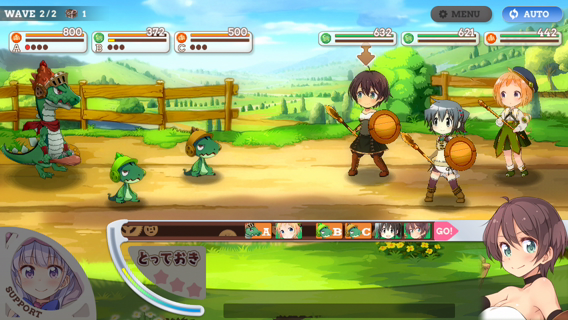 WAVE 2/2 1
MENU
AUTO
800
A
372
B
500
C
632
621
442
A
B
C
GO!
とっておき
SUPPORT